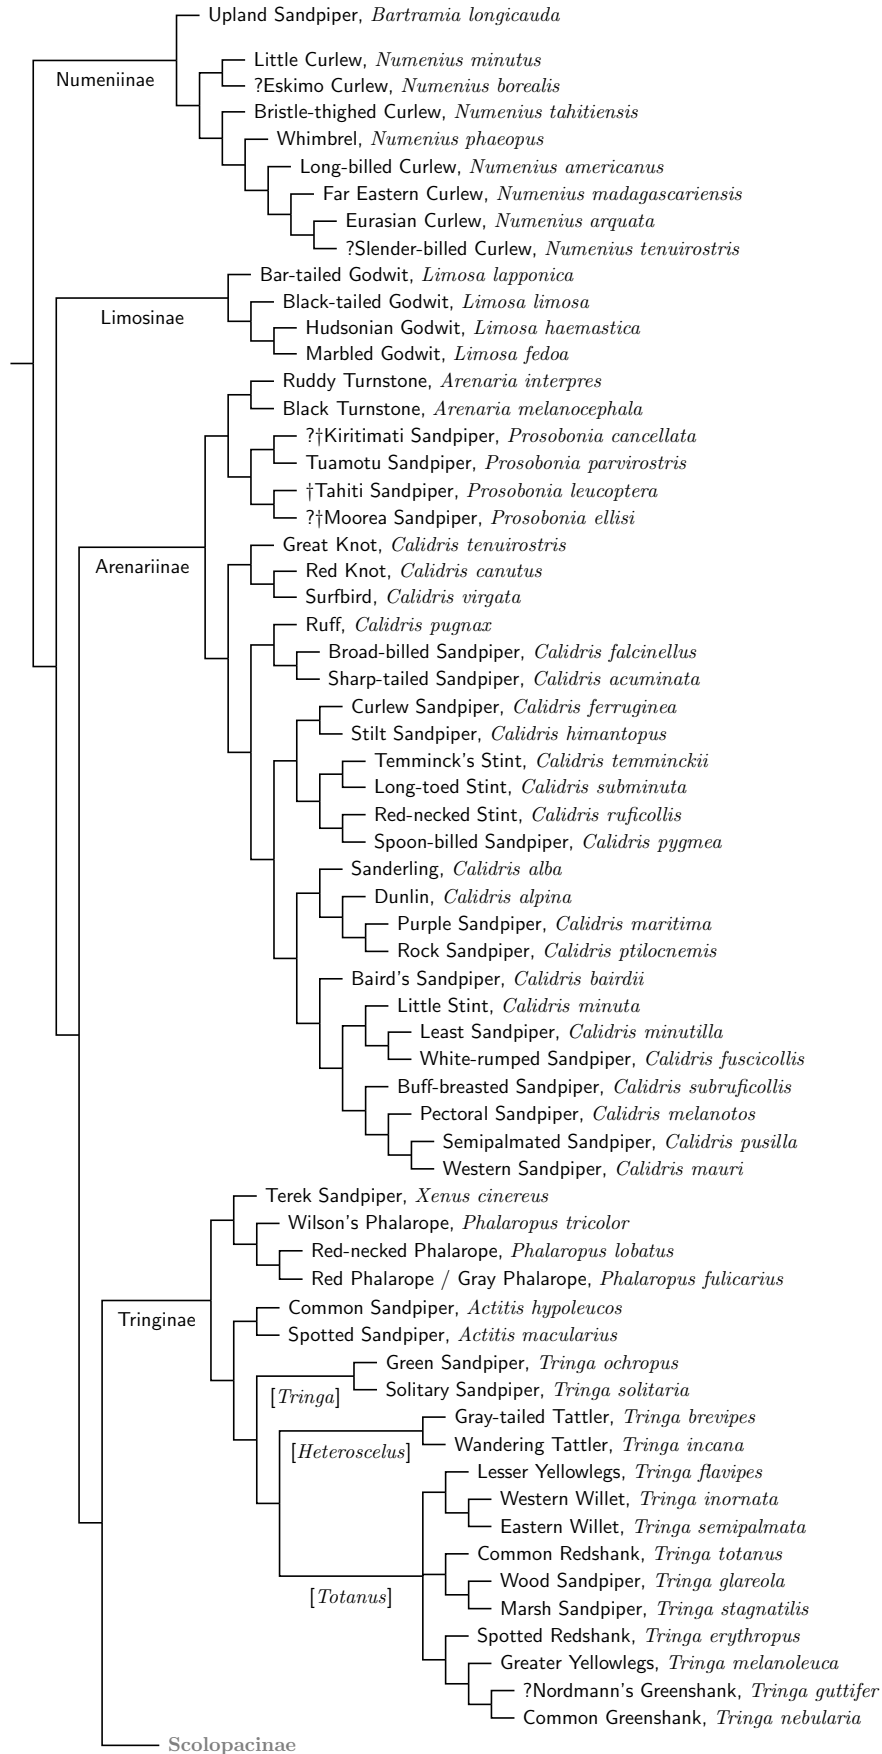 Upland Sandpiper, Bartramia longicauda
Little Curlew, Numenius minutus
Numeniinae
?Eskimo Curlew, Numenius borealis
Bristle-thighed Curlew, Numenius tahitiensis
Whimbrel, Numenius phaeopus
Long-billed Curlew, Numenius americanus
Far Eastern Curlew, Numenius madagascariensis
Eurasian Curlew, Numenius arquata
?Slender-billed Curlew, Numenius tenuirostris
Bar-tailed Godwit, Limosa lapponica
Black-tailed Godwit, Limosa limosa
Limosinae
Hudsonian Godwit, Limosa haemastica
Marbled Godwit, Limosa fedoa
Ruddy Turnstone, Arenaria interpres
Black Turnstone, Arenaria melanocephala
?†Kiritimati Sandpiper, Prosobonia cancellata
Tuamotu Sandpiper, Prosobonia parvirostris
†Tahiti Sandpiper, Prosobonia leucoptera
?†Moorea Sandpiper, Prosobonia ellisi
Great Knot, Calidris tenuirostris
Arenariinae
Red Knot, Calidris canutus
Surfbird, Calidris virgata
Ruff, Calidris pugnax
Broad-billed Sandpiper, Calidris falcinellus
Sharp-tailed Sandpiper, Calidris acuminata
Curlew Sandpiper, Calidris ferruginea
Stilt Sandpiper, Calidris himantopus
Temminck's Stint, Calidris temminckii
Long-toed Stint, Calidris subminuta
Red-necked Stint, Calidris ruficollis
Spoon-billed Sandpiper, Calidris pygmea
Sanderling, Calidris alba
Dunlin, Calidris alpina
Purple Sandpiper, Calidris maritima
Rock Sandpiper, Calidris ptilocnemis
Baird's Sandpiper, Calidris bairdii
Little Stint, Calidris minuta
Least Sandpiper, Calidris minutilla
White-rumped Sandpiper, Calidris fuscicollis
Buff-breasted Sandpiper, Calidris subruficollis
Pectoral Sandpiper, Calidris melanotos
Semipalmated Sandpiper, Calidris pusilla
Western Sandpiper, Calidris mauri
Terek Sandpiper, Xenus cinereus
Wilson's Phalarope, Phalaropus tricolor
Red-necked Phalarope, Phalaropus lobatus
Red Phalarope / Gray Phalarope, Phalaropus fulicarius
Common Sandpiper, Actitis hypoleucos
Tringinae
Spotted Sandpiper, Actitis macularius
Green Sandpiper, Tringa ochropus
Solitary Sandpiper, Tringa solitaria
[Tringa]
Gray-tailed Tattler, Tringa brevipes
Wandering Tattler, Tringa incana
[Heteroscelus]
Lesser Yellowlegs, Tringa flavipes
Western Willet, Tringa inornata
Eastern Willet, Tringa semipalmata
Common Redshank, Tringa totanus
Wood Sandpiper, Tringa glareola
[Totanus]
Marsh Sandpiper, Tringa stagnatilis
Spotted Redshank, Tringa erythropus
Greater Yellowlegs, Tringa melanoleuca
?Nordmann's Greenshank, Tringa guttifer
Common Greenshank, Tringa nebularia
Scolopacinae